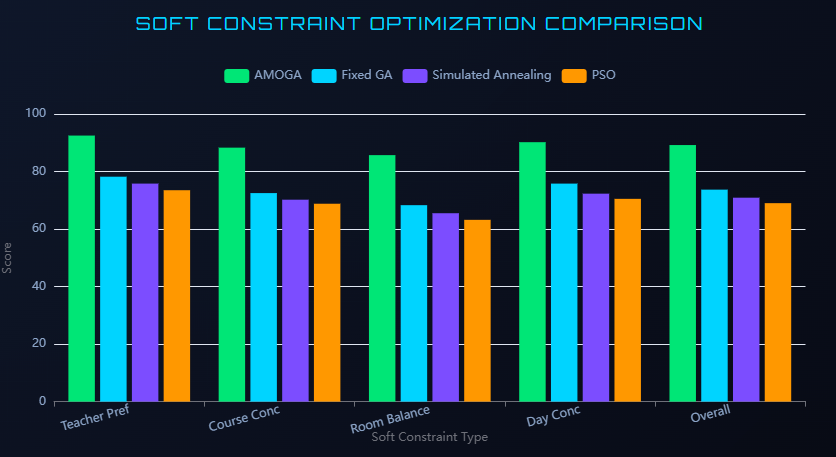 SOFT CONSTRAINT OPTIMIZATION COMPARISON
AMOGA Fixed GA Simulated Annealing PSO
100
80
60
40
20
0
Score
Teacher Pref Course Conc Room Balance Day Conc Overall
Soft Constraint Type